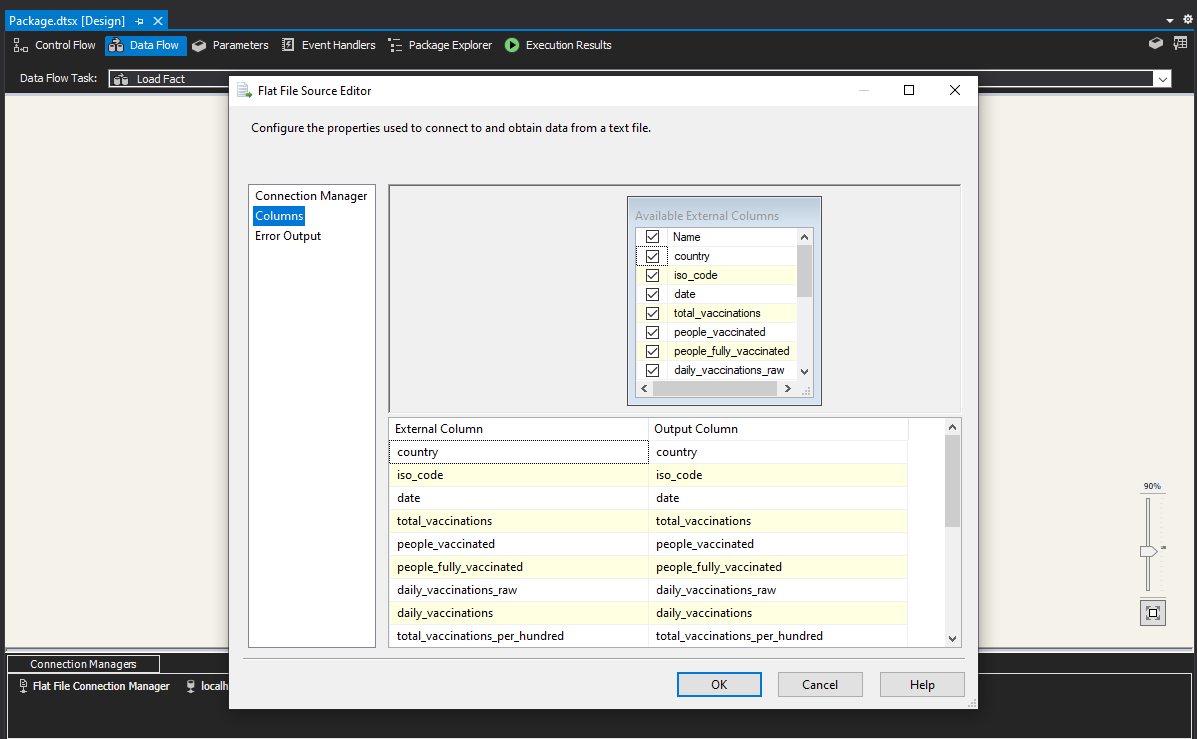 Package.dtsx [Design]
Control Flow Data Flow Parameters Event Handlers Package Explorer Execution Results
Data Flow Task: Load Fact
Flat File Source Editor
Configure the properties used to connect to and obtain data from a text file.
Connection Manager
Columns
Error Output
Available External Columns
Name
country
iso_code
date
total_vaccinations
people_vaccinated
people_fully_vaccinated
daily_vaccinations_raw
External Column Output Column
country country
iso_code iso_code
date date
total_vaccinations total_vaccinations
people_vaccinated people_vaccinated
people_fully_vaccinated people_fully_vaccinated
daily_vaccinations_raw daily_vaccinations_raw
daily_vaccinations daily_vaccinations
total_vaccinations_per_hundred total_vaccinations_per_hundred
90%
Connection Managers
Flat File Connection Manager localh
OK Cancel Help